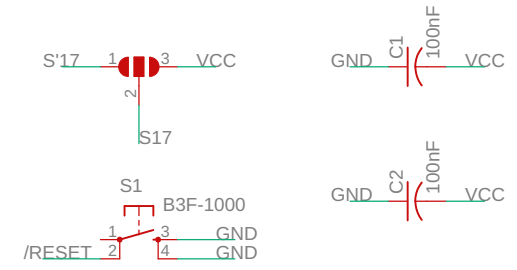 S'17 1 3 VCC
2
S17
GND C1 100nF VCC
GND C2 100nF VCC
S1
B3F-1000
1 3 GND
/RESET 2 4 GND